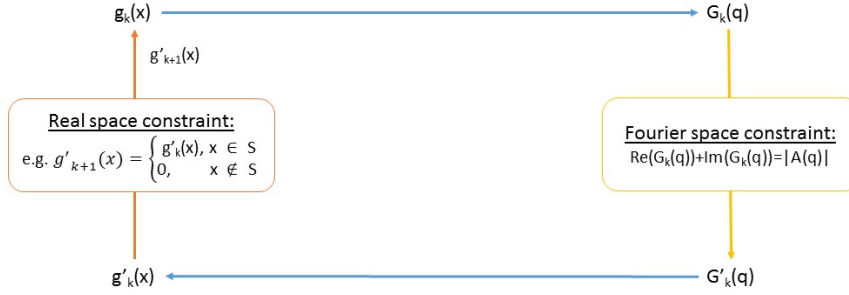 gₖ(x) Gₖ(q)
g'ₖ₊₁(x)
Real space constraint:
e.g. g'ₖ₊₁(x) = { g'ₖ(x), x ∈ S
0, x ∉ S
Fourier space constraint:
Re(Gₖ(q))+Im(Gₖ(q))=|A(q)|
g'ₖ(x) G'ₖ(q)